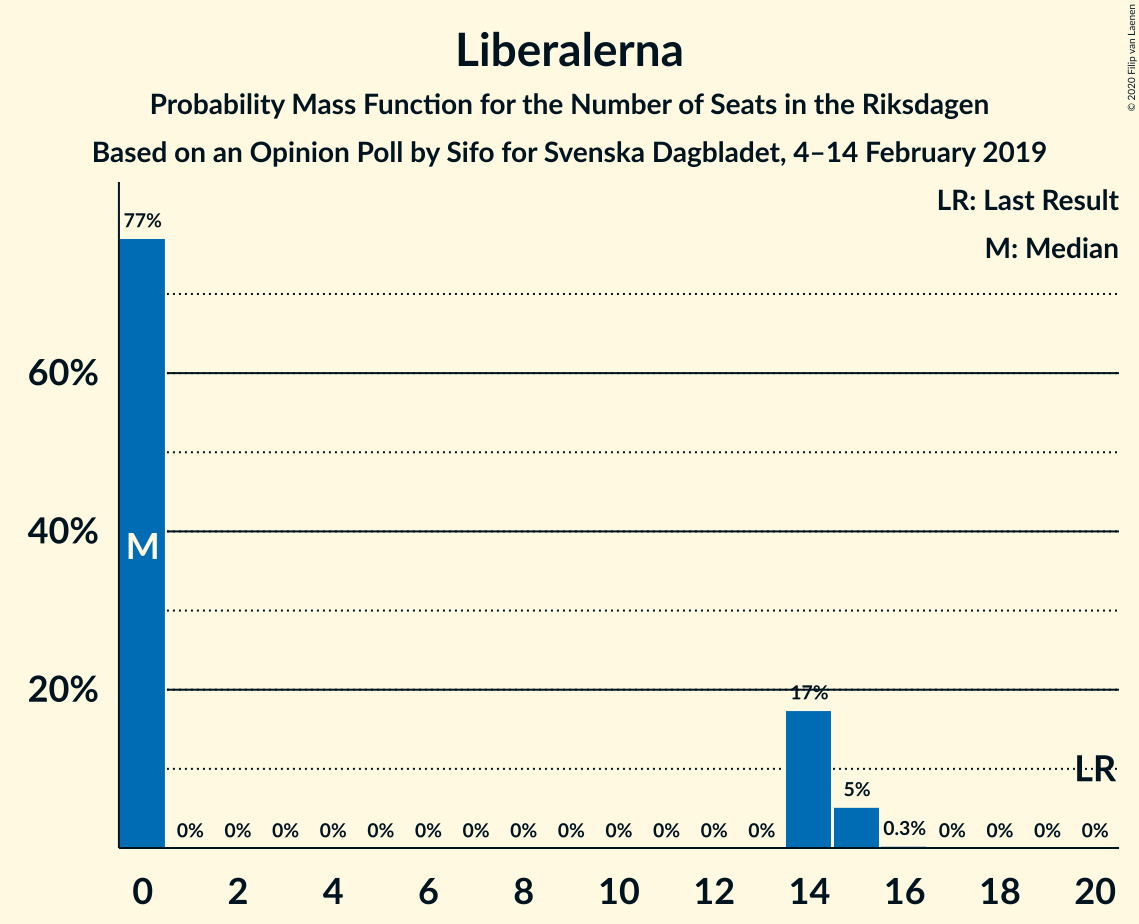 Liberalerna
Probability Mass Function for the Number of Seats in the Riksdagen
Based on an Opinion Poll by Sifo for Svenska Dagbladet, 4–14 February 2019
© 2020 Filip van Laenen
LR: Last Result
M: Median
77%
60%
40%
M
20%
17%
LR
5%
0% 0% 0% 0% 0% 0% 0% 0% 0% 0% 0% 0% 0% 0.3% 0% 0% 0% 0%
0 2 4 6 8 10 12 14 16 18 20